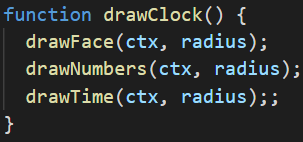 function drawClock() {
  drawFace(ctx, radius);
  drawNumbers(ctx, radius);
  drawTime(ctx, radius);;
}